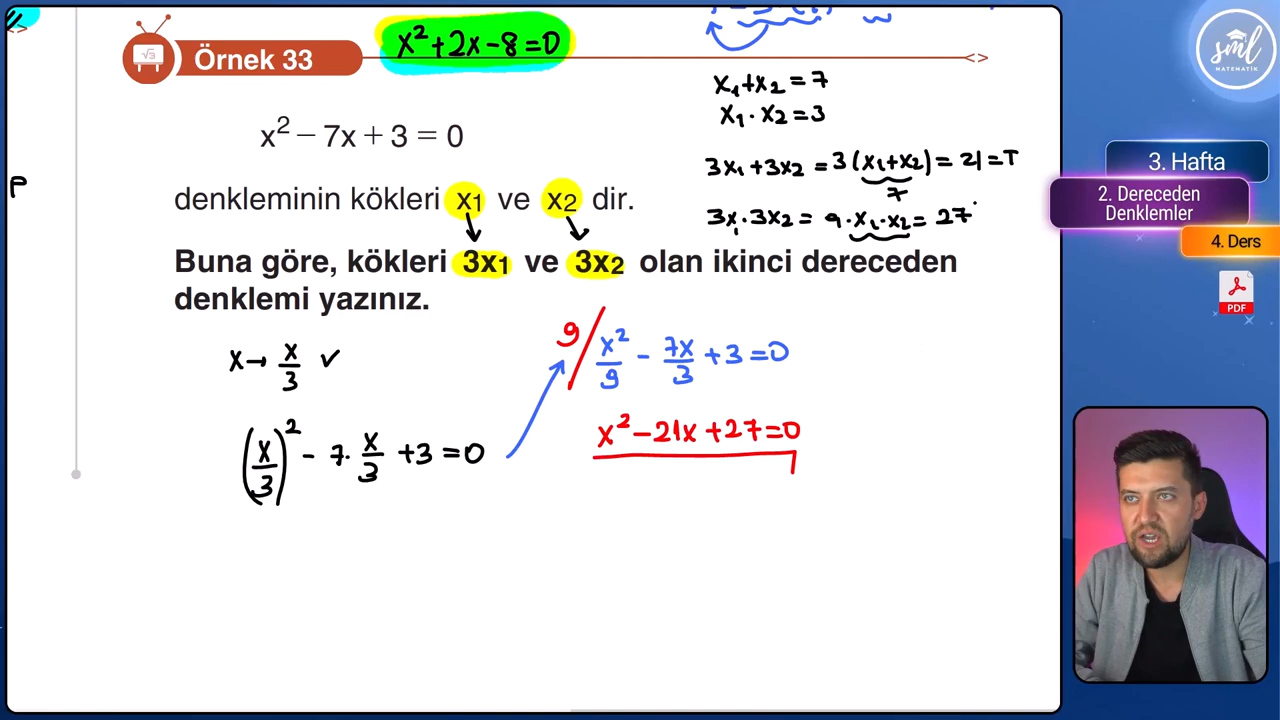 x² + 2x - 8 = 0
√3
Örnek 33
<>
x² − 7x + 3 = 0
denkleminin kökleri x₁ ve x₂ dir.
Buna göre, kökleri 3x₁ ve 3x₂ olan ikinci dereceden
denklemi yazınız.
x₁+x₂ = 7
x₁ · x₂ = 3
3x₁ + 3x₂ = 3(x₁+x₂) = 21 = T
7
3x₁ · 3x₂ = 9·x₁·x₂ = 27
P
x → x/3 ✓
(x/3)² - 7·x/3 + 3 = 0
9/ x²/9 - 7x/3 + 3 = 0
x² - 21x + 27 = 0
sml
MATEMATİK
3. Hafta
2. Dereceden
Denklemler
4. Ders
PDF